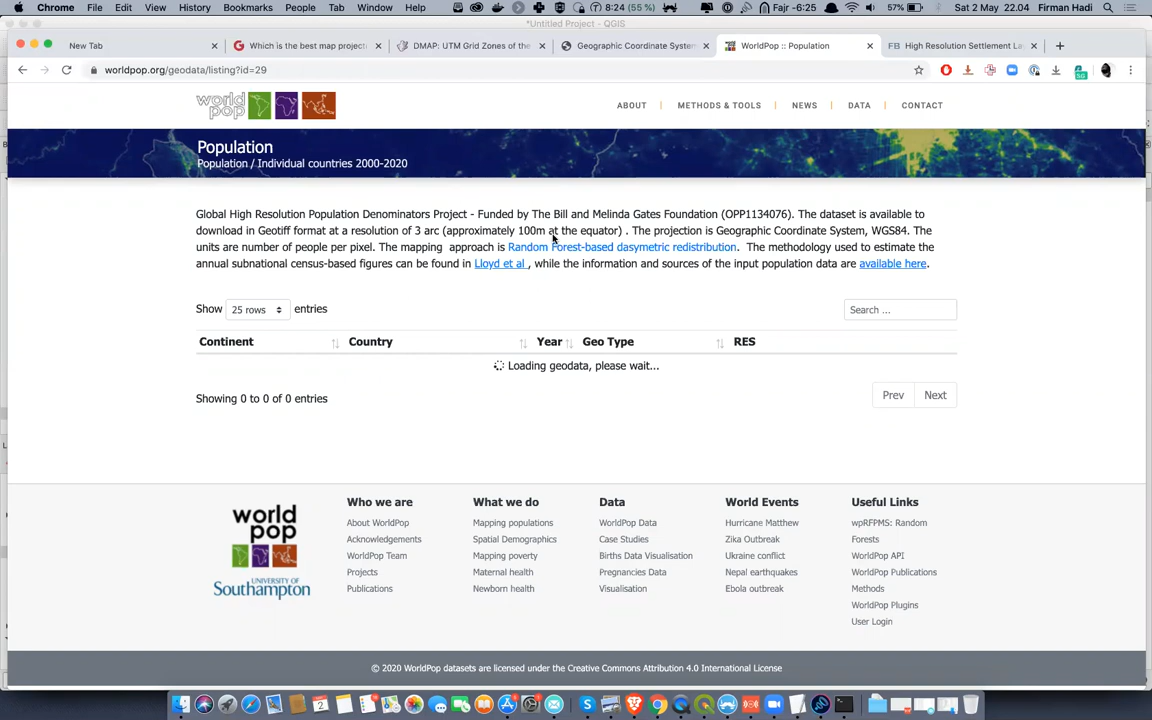 Chrome File Edit View History Bookmarks People Tab Window Help 8:24 (55 %) Fajr -6:25 57% Sat 2 May 22.04 Firman Hadi
*Untitled Project - QGIS
New Tab Which is the best map project DMAP: UTM Grid Zones of the Geographic Coordinate System WorldPop :: Population High Resolution Settlement La
worldpop.org/geodata/listing?id=29
world pop ABOUT METHODS & TOOLS NEWS DATA CONTACT
Population
Population / Individual countries 2000-2020
Global High Resolution Population Denominators Project - Funded by The Bill and Melinda Gates Foundation (OPP1134076). The dataset is available to
download in Geotiff format at a resolution of 3 arc (approximately 100m at the equator) . The projection is Geographic Coordinate System, WGS84. The
units are number of people per pixel. The mapping approach is Random Forest-based dasymetric redistribution. The methodology used to estimate the
annual subnational census-based figures can be found in Lloyd et al , while the information and sources of the input population data are available here.
Show 25 rows entries Search ...
Continent Country Year Geo Type RES
Loading geodata, please wait...
Showing 0 to 0 of 0 entries Prev Next
world pop
UNIVERSITY OF Southampton
Who we are
About WorldPop
Acknowledgements
WorldPop Team
Projects
Publications
What we do
Mapping populations
Spatial Demographics
Mapping poverty
Maternal health
Newborn health
Data
WorldPop Data
Case Studies
Births Data Visualisation
Pregnancies Data
Visualisation
World Events
Hurricane Matthew
Zika Outbreak
Ukraine conflict
Nepal earthquakes
Ebola outbreak
Useful Links
wpRFPMS: Random
Forests
WorldPop API
WorldPop Publications
Methods
WorldPop Plugins
User Login
© 2020 WorldPop datasets are licensed under the Creative Commons Attribution 4.0 International License